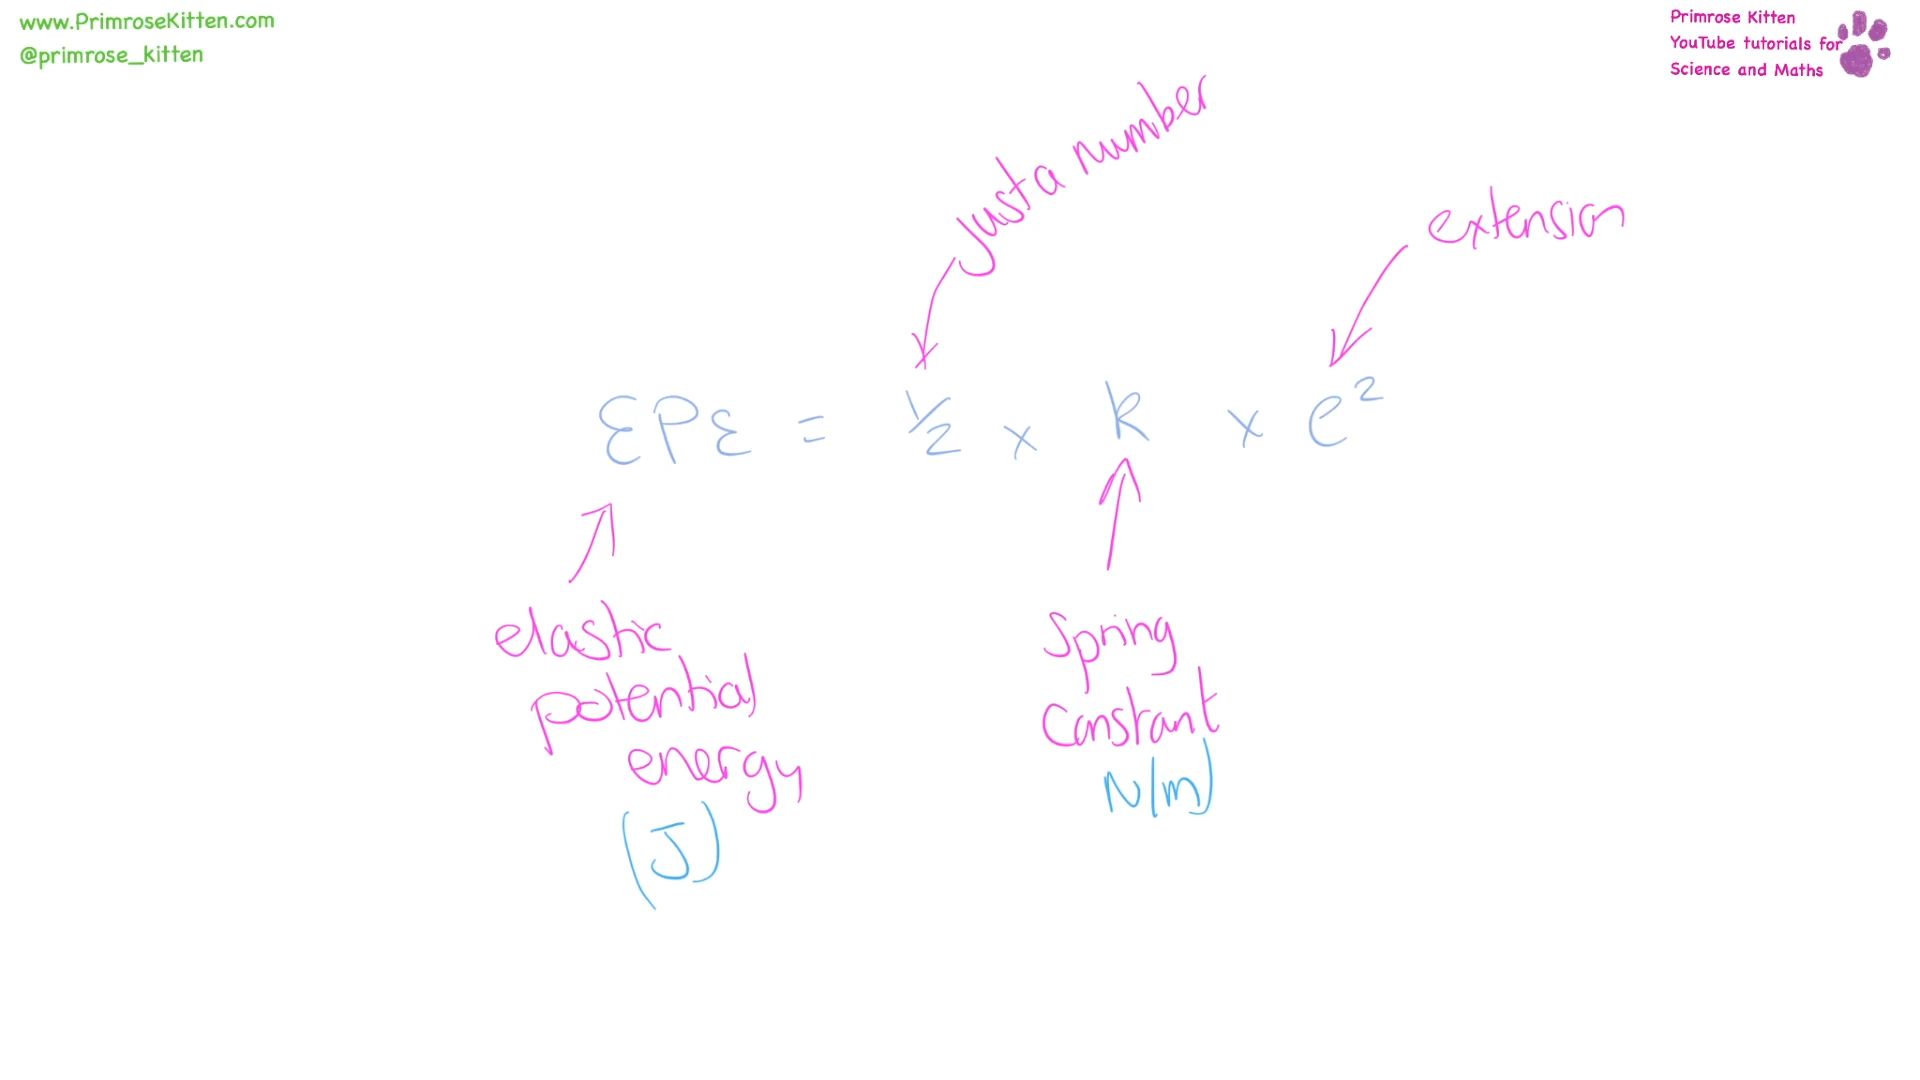 www.PrimroseKitten.com
@primrose_kitten
Primrose Kitten
YouTube tutorials for
Science and Maths
just a number
extension
EPE = ½ × k × e²
elastic
potential
energy
(J)
Spring
Constant
N(m)